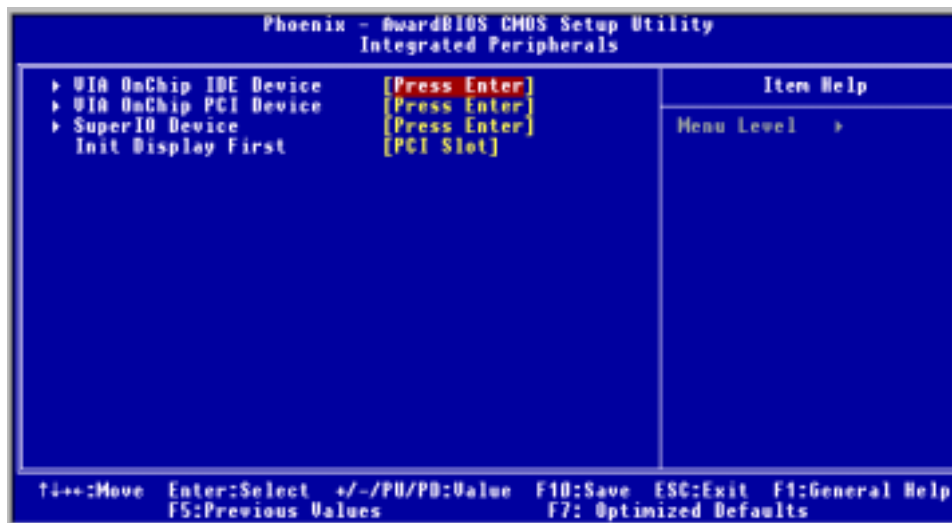 Phoenix - AwardBIOS CMOS Setup Utility
Integrated Peripherals
▸ VIA OnChip IDE Device [Press Enter]
▸ VIA OnChip PCI Device [Press Enter]
▸ SuperIO Device [Press Enter]
Init Display First [PCI Slot]
Item Help
Menu Level ▸
↑↓→←:Move Enter:Select +/-/PU/PD:Value F10:Save ESC:Exit F1:General Help
F5:Previous Values F7: Optimized Defaults